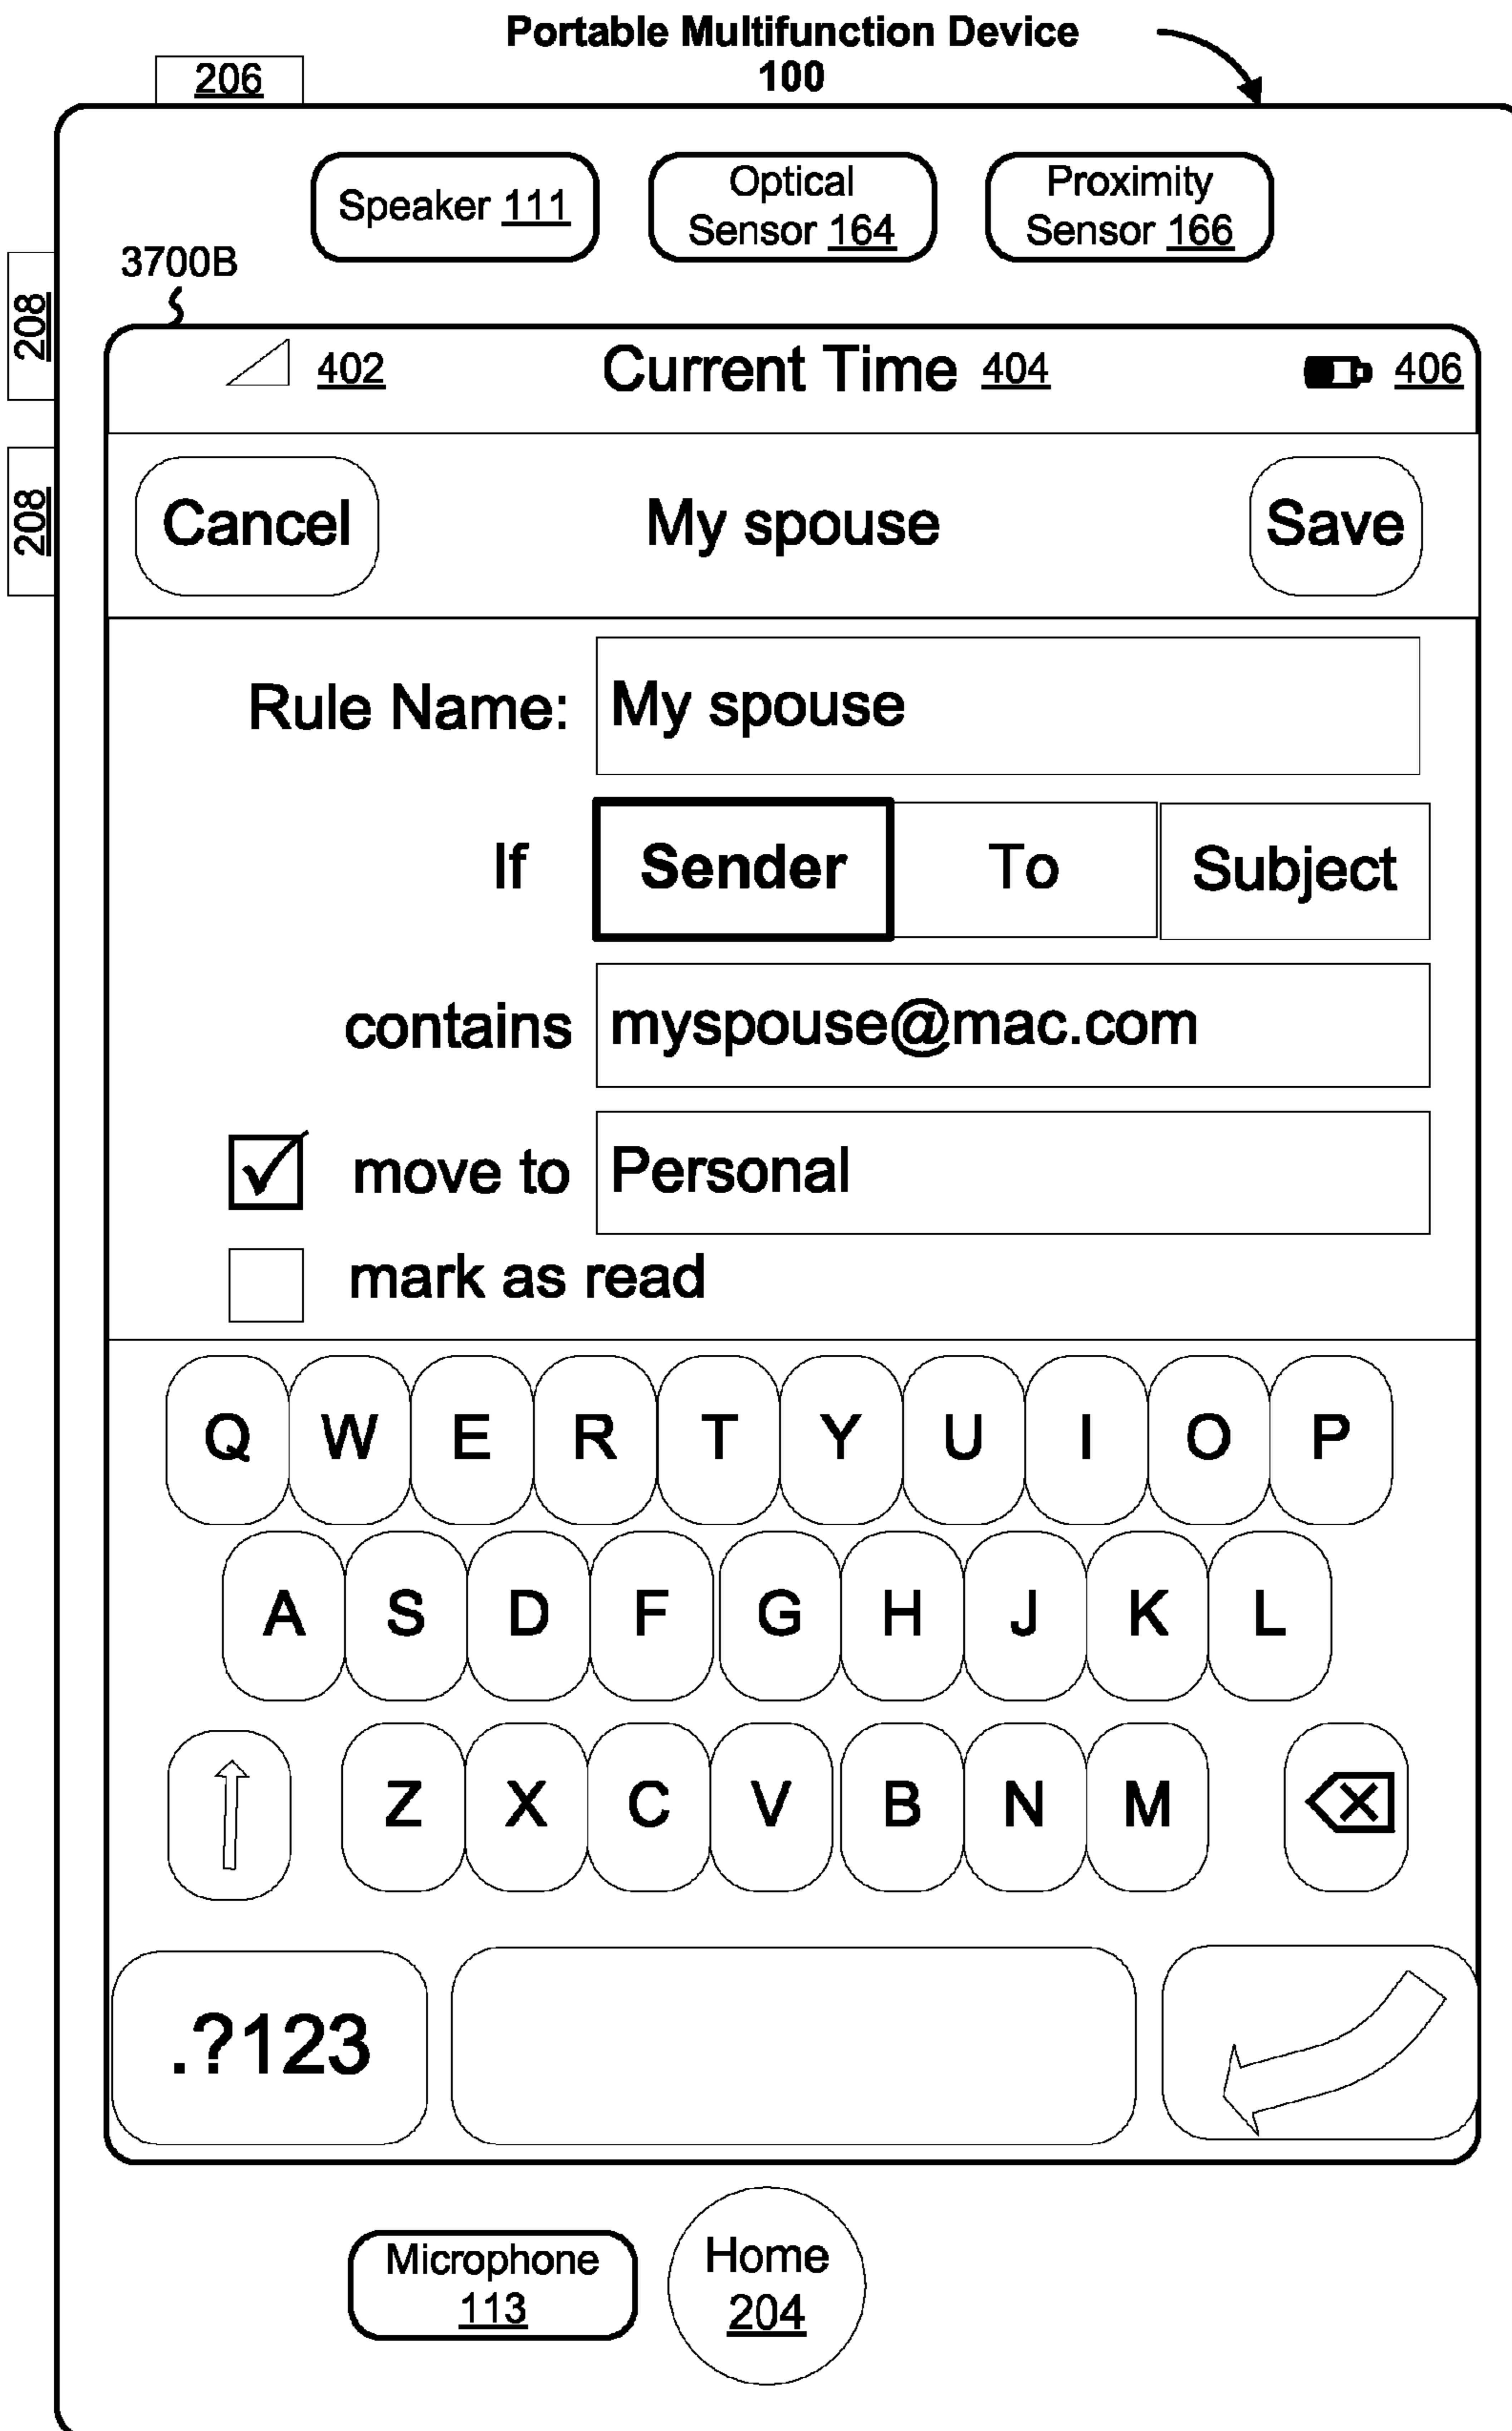 Portable Multifunction Device
100
206
Speaker 111
Optical
Sensor 164
Proximity
Sensor 166
3700B
208
208
402 Current Time 404 406
Cancel My spouse Save
Rule Name: My spouse
If Sender To Subject
contains myspouse@mac.com
move to Personal
mark as read
Q W E R T Y U I O P
A S D F G H J K L
Z X C V B N M
.?123
Microphone
113
Home
204